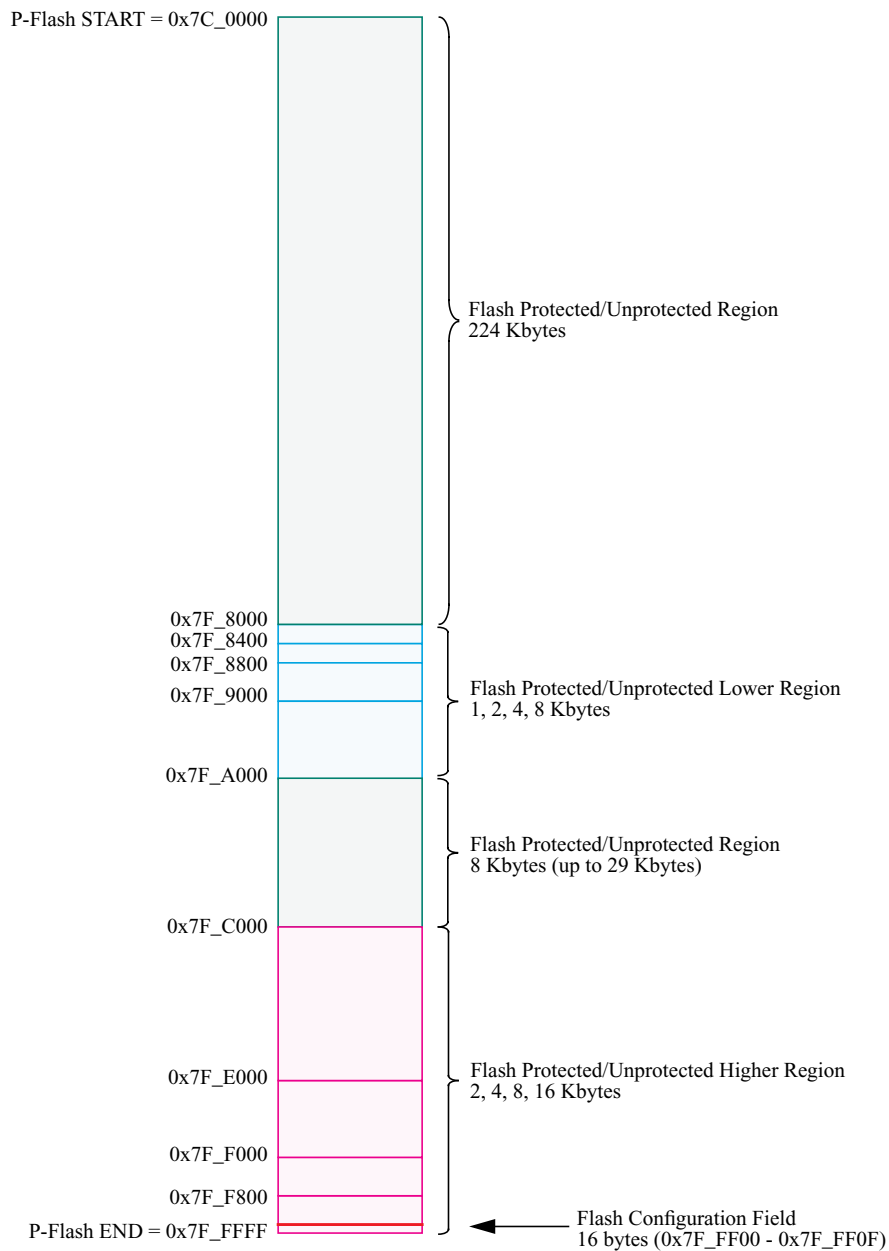 P-Flash START = 0x7C_0000
Flash Protected/Unprotected Region
224 Kbytes
0x7F_8000
0x7F_8400
0x7F_8800
0x7F_9000
Flash Protected/Unprotected Lower Region
1, 2, 4, 8 Kbytes
0x7F_A000
Flash Protected/Unprotected Region
8 Kbytes (up to 29 Kbytes)
0x7F_C000
Flash Protected/Unprotected Higher Region
2, 4, 8, 16 Kbytes
0x7F_E000
0x7F_F000
0x7F_F800
P-Flash END = 0x7F_FFFF
Flash Configuration Field
16 bytes (0x7F_FF00 - 0x7F_FF0F)